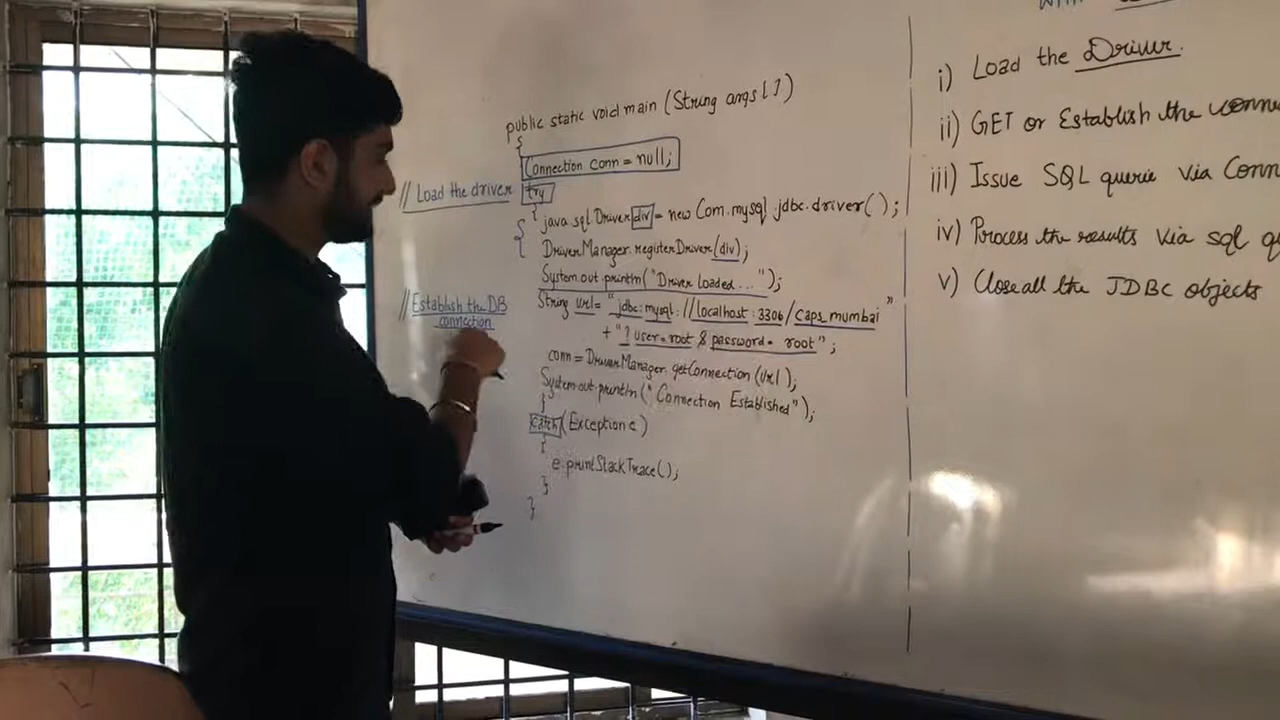 public static void main (String args[])
{
Connection conn = null;
// Load the driver
try
{
java.sql.Driver div = new Com.mysql.jdbc.driver();
DriverManager.registerDriver(div);
System.out.println("Driver loaded...");
// Establish the DB
connection
String url= "jdbc:mysql://localhost:3306/caps_mumbai"
+ "?user=root & password=root";
conn = DriverManager.getConnection(url);
System.out.println("Connection Established");
}
catch(Exception e)
{
e.printStackTrace();
}
}
i) Load the Driver.
ii) GET or Establish the conne
iii) Issue SQL querie via Conn
iv) Process the results via sql q
v) Close all the JDBC objects